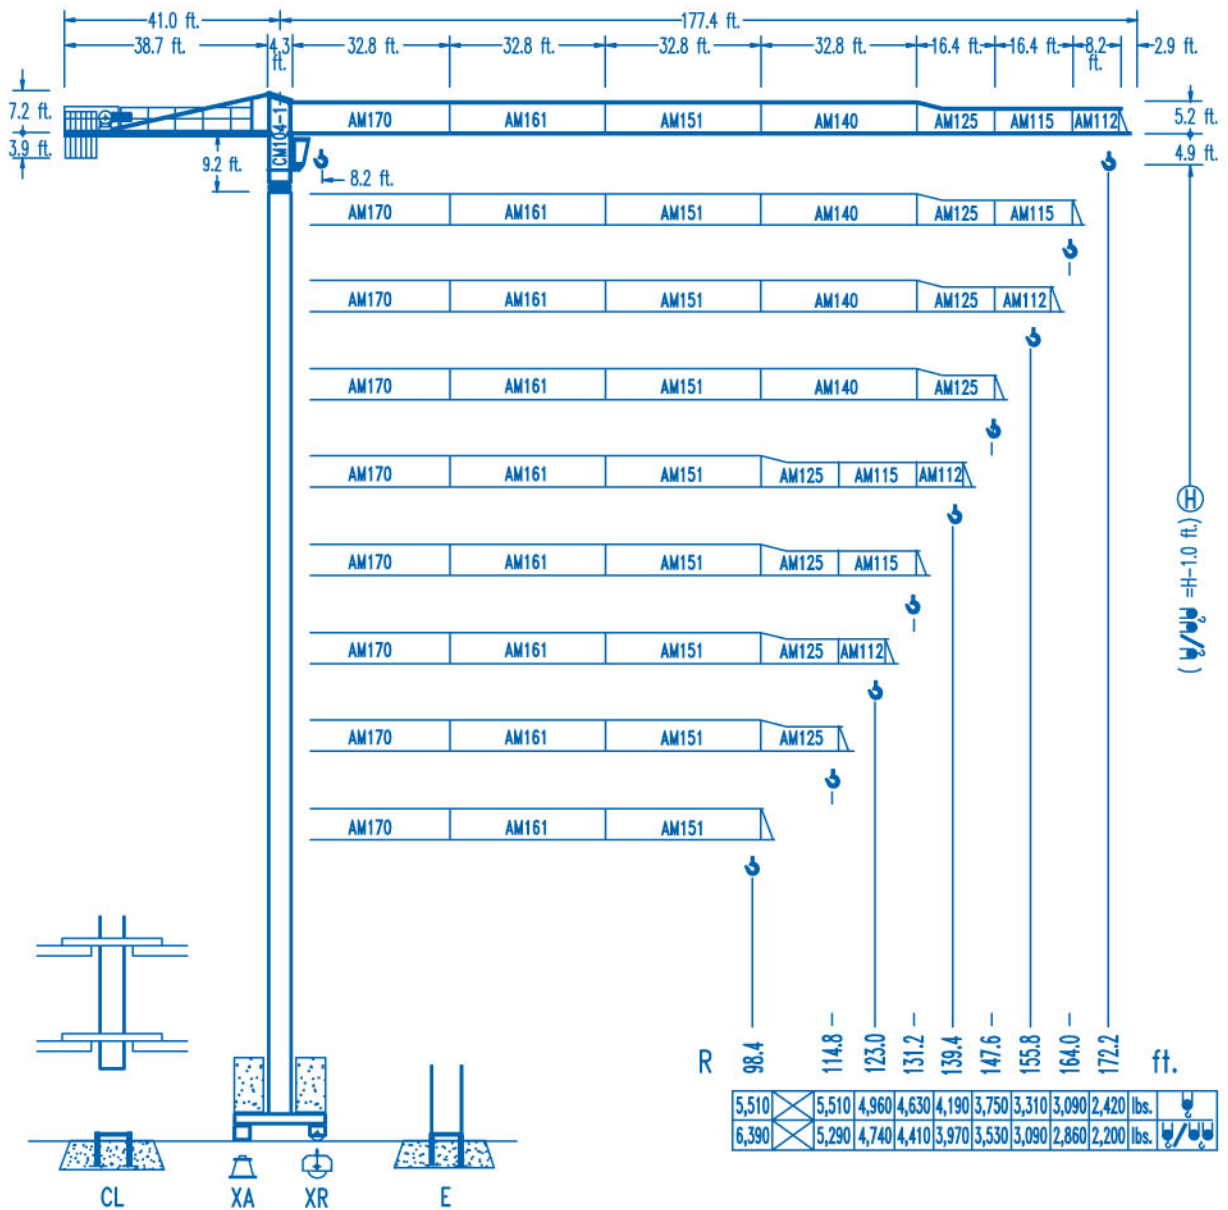 41.0 ft. 177.4 ft.
38.7 ft. 4.3 ft. 32.8 ft. 32.8 ft. 32.8 ft. 32.8 ft. 16.4 ft. 16.4 ft. 8.2 ft. 2.9 ft.
7.2 ft. CM104-1 AM170 AM161 AM151 AM140 AM125 AM115 AM112 5.2 ft.
3.9 ft. 9.2 ft. 4.9 ft.
8.2 ft.
AM170 AM161 AM151 AM140 AM125 AM115
AM170 AM161 AM151 AM140 AM125 AM112
AM170 AM161 AM151 AM140 AM125
AM170 AM161 AM151 AM125 AM115 AM112
H
( / =H-1.0 ft.)
AM170 AM161 AM151 AM125 AM115
AM170 AM161 AM151 AM125 AM112
AM170 AM161 AM151 AM125
AM170 AM161 AM151
R 98.4 114.8 123.0 131.2 139.4 147.6 155.8 164.0 172.2 ft.
5,510 5,510 4,960 4,630 4,190 3,750 3,310 3,090 2,420 lbs.
6,390 5,290 4,740 4,410 3,970 3,530 3,090 2,860 2,200 lbs. /
CL XA XR E